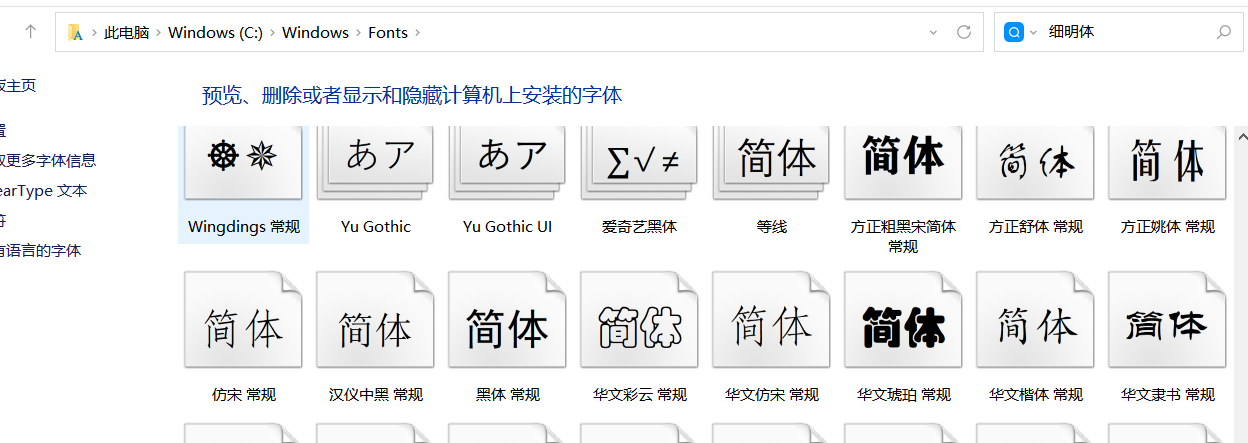 此电脑 Windows (C:) Windows Fonts
细明体
主页
置
取更多字体信息
earType 文本
符
有语言的字体
预览、删除或者显示和隐藏计算机上安装的字体
あア あア ∑√≠ 简体 简体 简体 简体
Wingdings 常规 Yu Gothic Yu Gothic UI 爱奇艺黑体 等线 方正粗黑宋简体 方正舒体 常规 方正姚体 常规
常规
简体 简体 简体 简体 简体 简体 简体 简体
仿宋 常规 汉仪中黑 常规 黑体 常规 华文彩云 常规 华文仿宋 常规 华文琥珀 常规 华文楷体 常规 华文隶书 常规